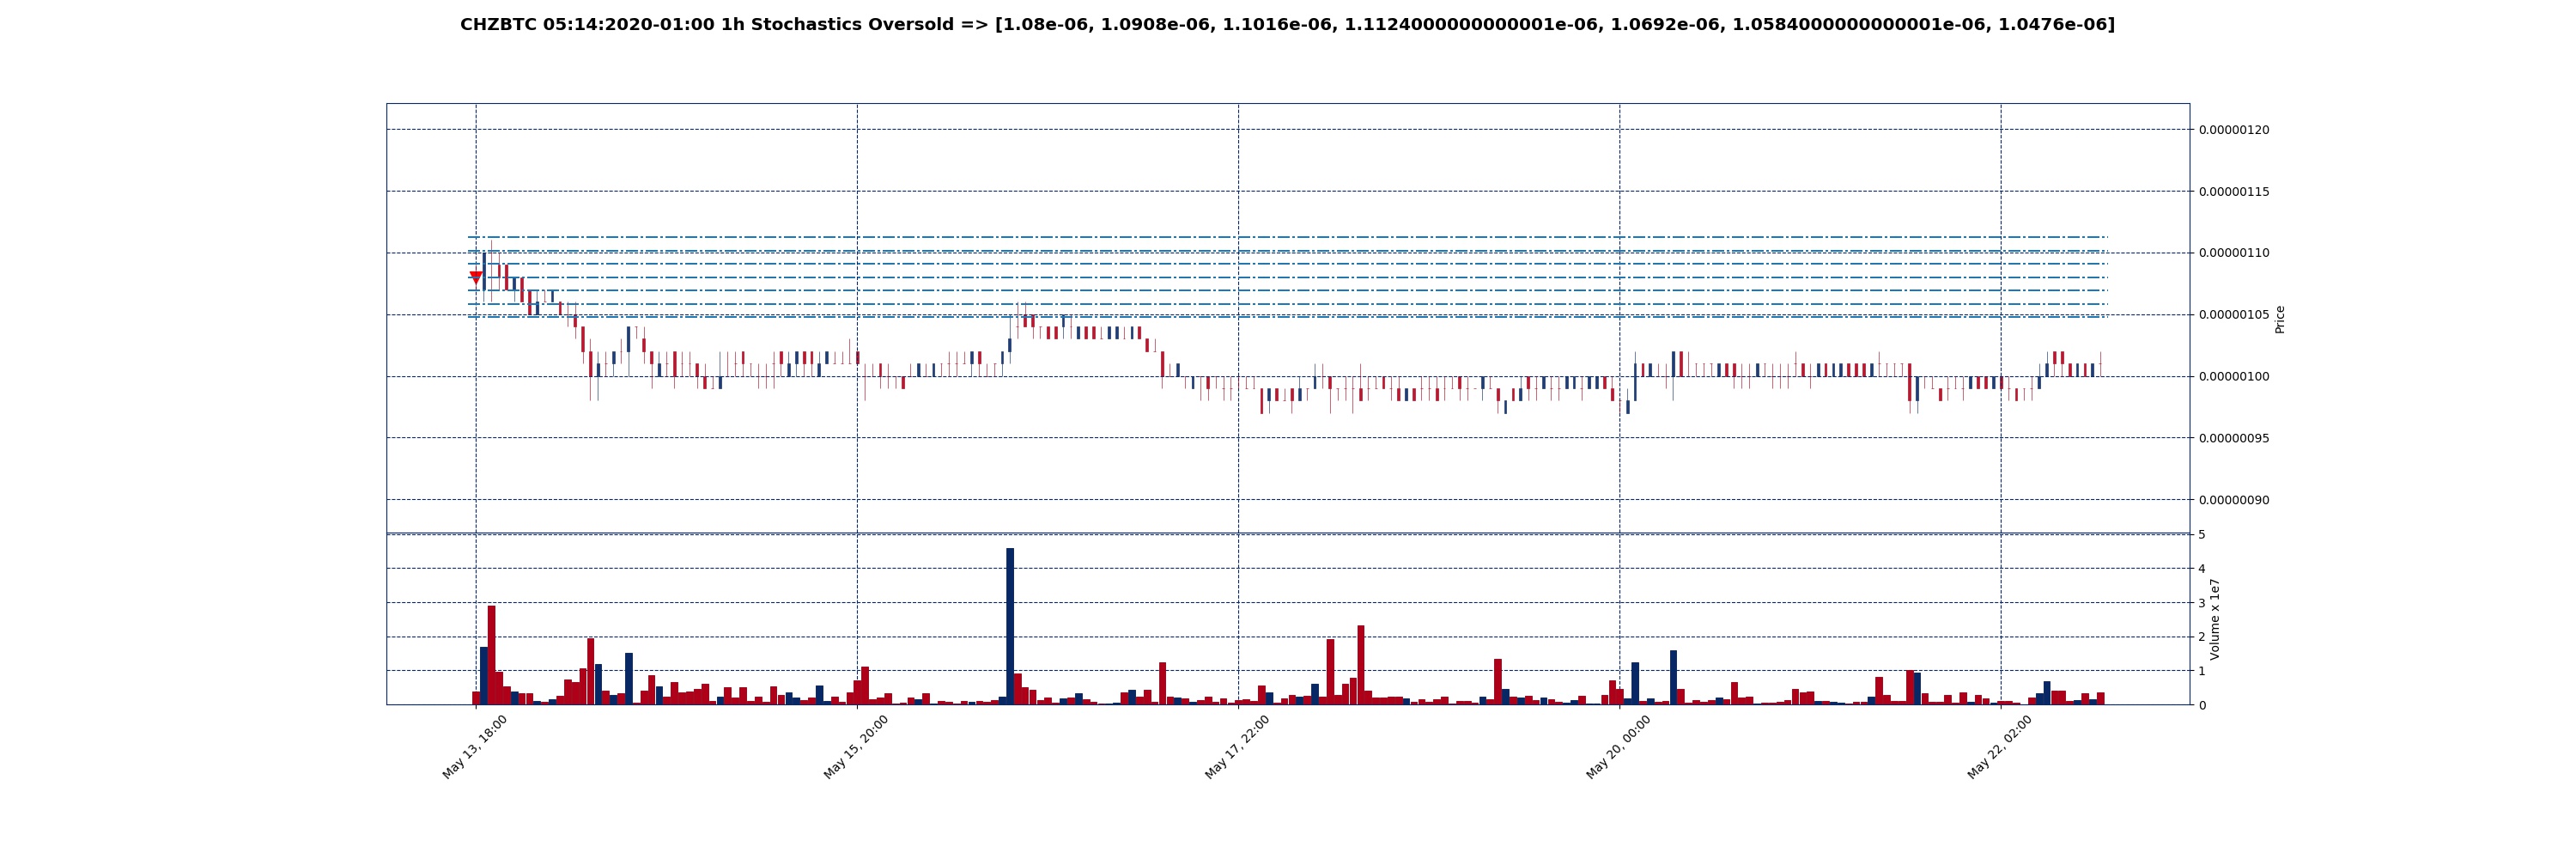 CHZBTC 05:14:2020-01:00 1h Stochastics Oversold => [1.08e-06, 1.0908e-06, 1.1016e-06, 1.1124000000000001e-06, 1.0692e-06, 1.0584000000000001e-06, 1.0476e-06]
0.00000120
0.00000115
0.00000110
0.00000105
0.00000100
0.00000095
0.00000090
Price
5
4
3
2
1
0
Volume x 1e7
May 13, 18:00
May 15, 20:00
May 17, 22:00
May 20, 00:00
May 22, 02:00